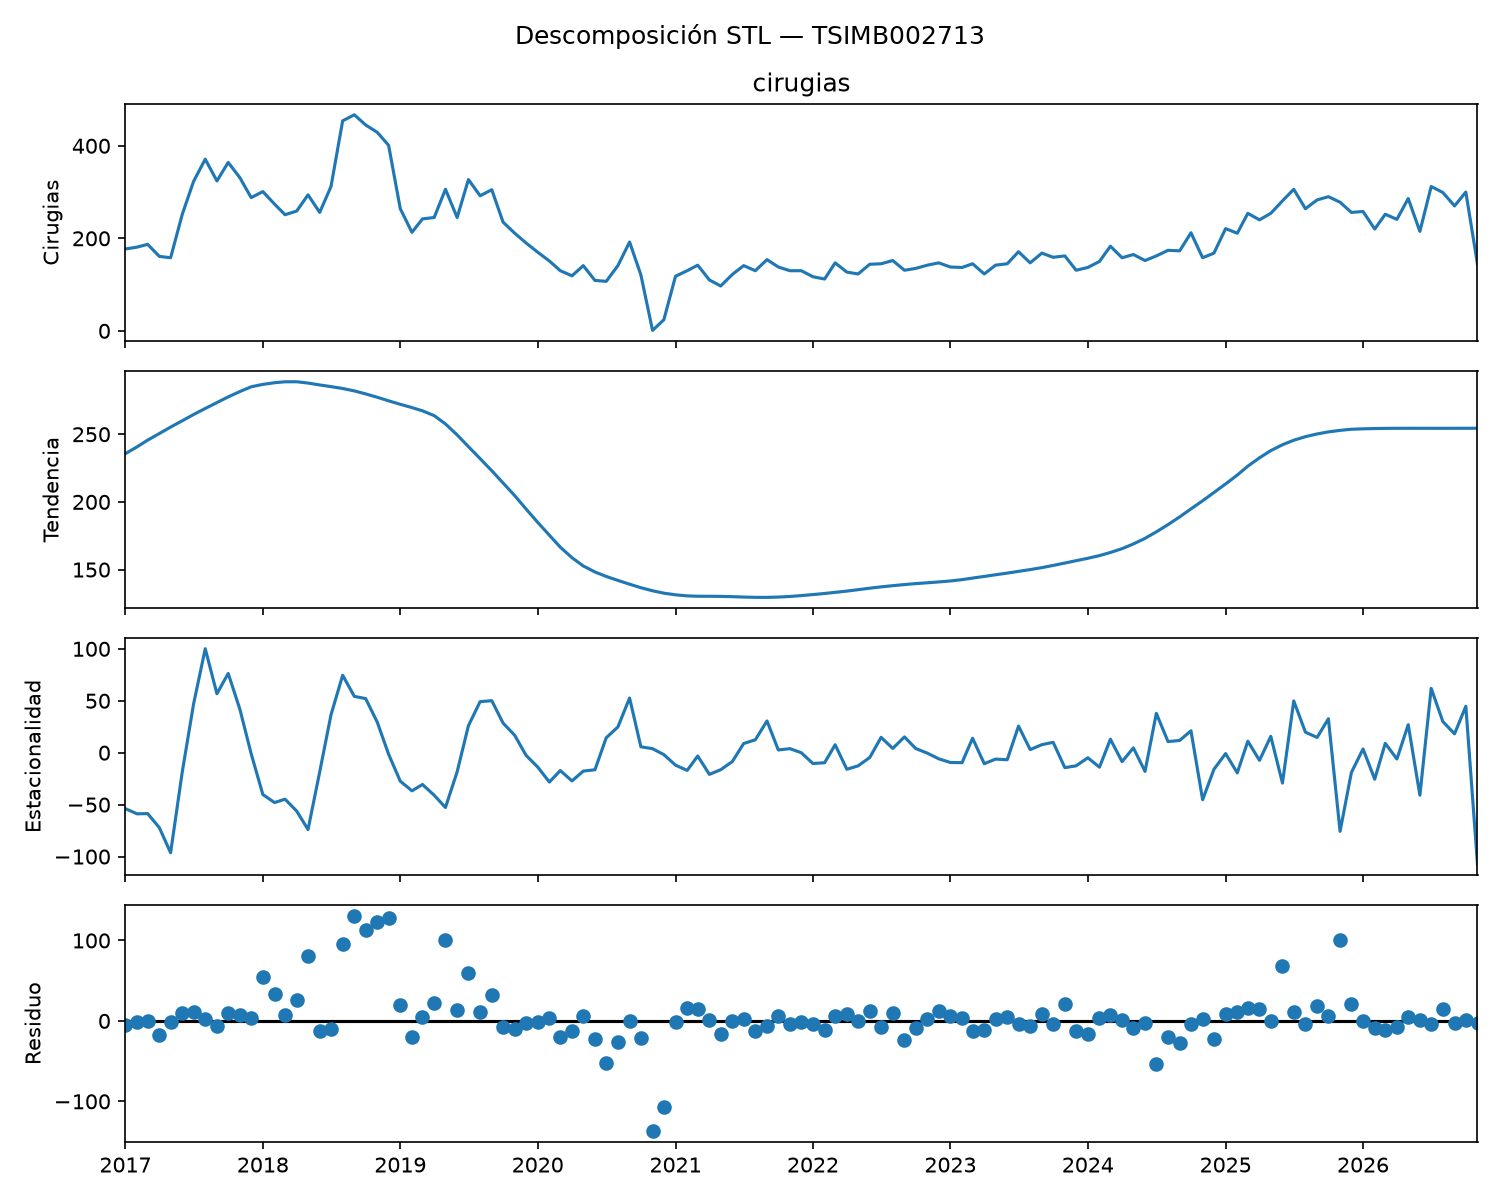 Descomposición STL — TSIMB002713
cirugias
Cirugias
400
200
0
Tendencia
250
200
150
Estacionalidad
100
50
0
−50
−100
Residuo
100
0
−100
2017 2018 2019 2020 2021 2022 2023 2024 2025 2026